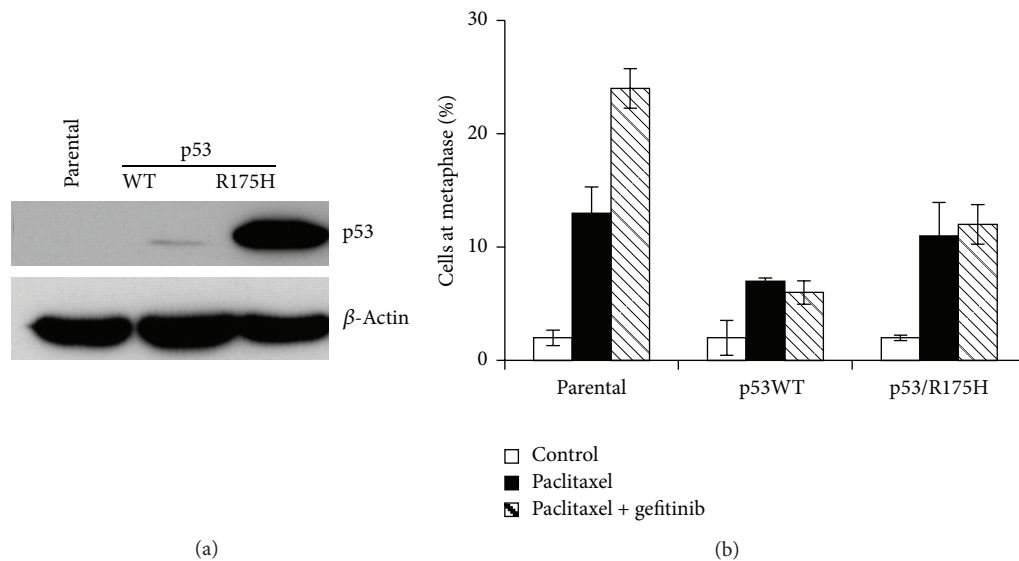 Parental
p53
WT R175H
p53
β-Actin
(a)
30
20
10
0
Cells at metaphase (%)
Parental p53WT p53/R175H
Control
Paclitaxel
Paclitaxel + gefitinib
(b)